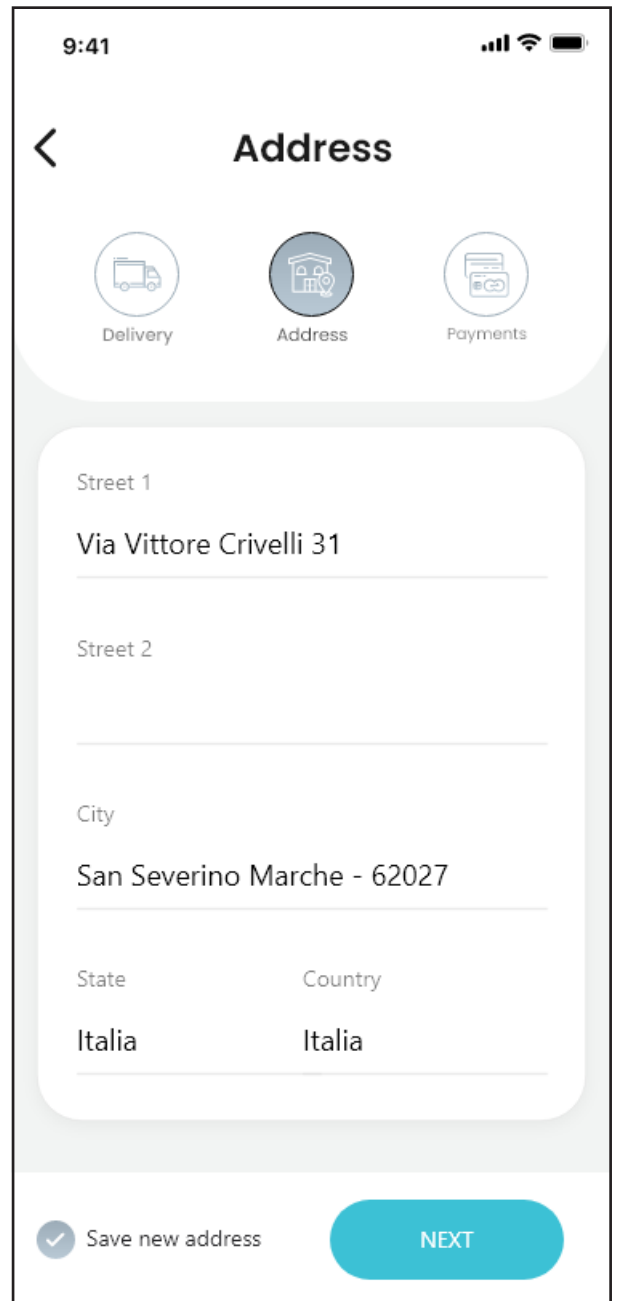 9:41
Address
Delivery Address Payments
Street 1
Via Vittore Crivelli 31
Street 2
City
San Severino Marche - 62027
State Country
Italia Italia
Save new address NEXT